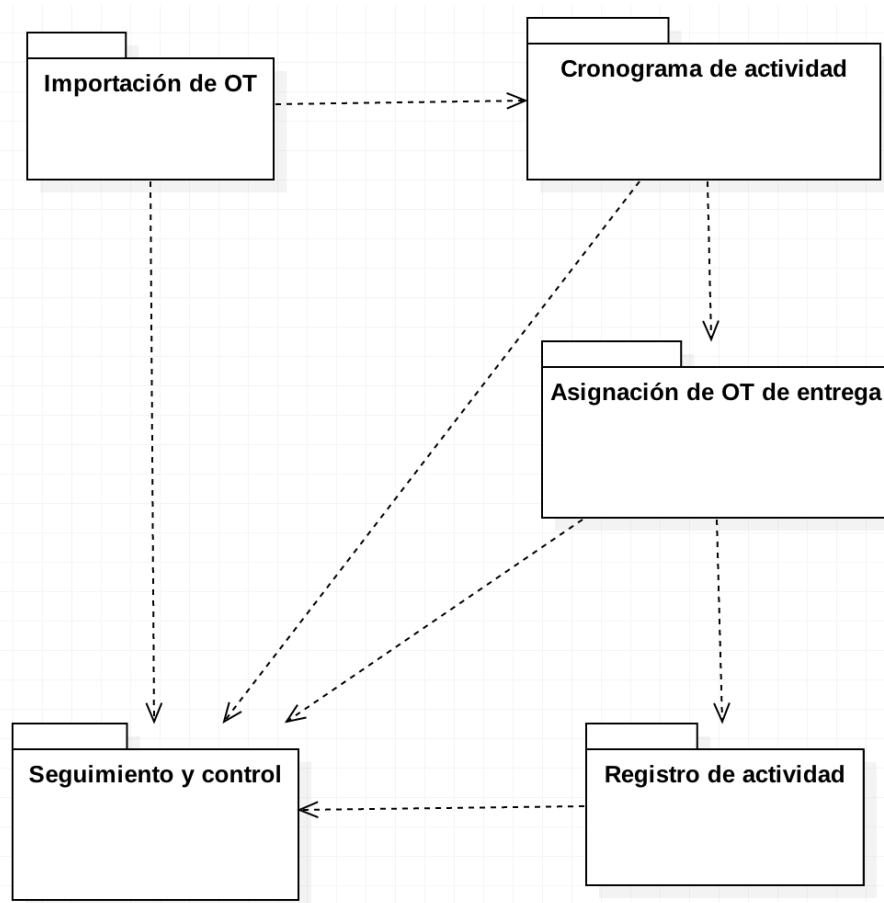 Importación de OT
Cronograma de actividad
Asignación de OT de entrega
Seguimiento y control
Registro de actividad